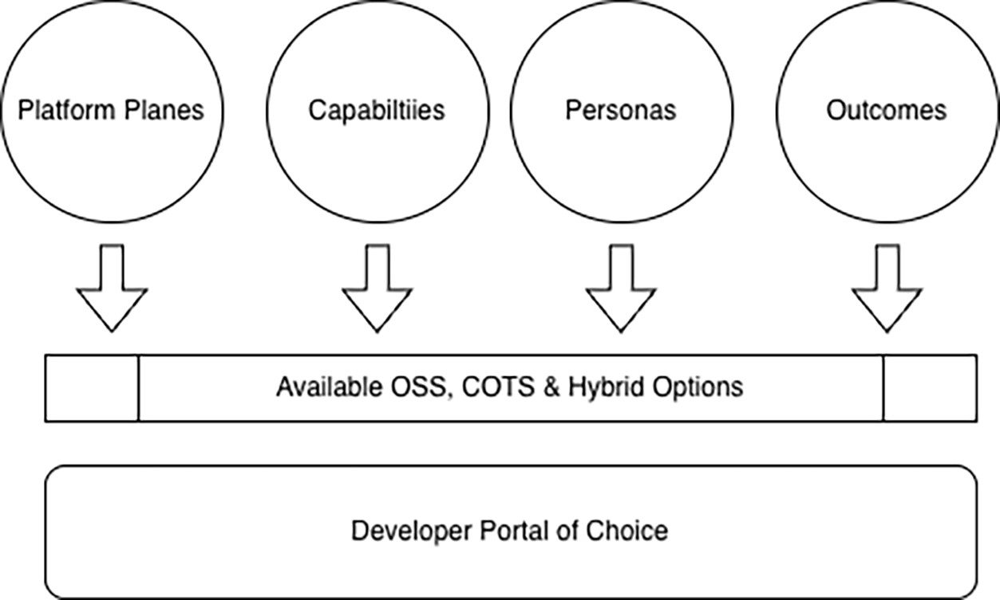 Platform Planes
Capabiltiies
Personas
Outcomes
Available OSS, COTS & Hybrid Options
Developer Portal of Choice